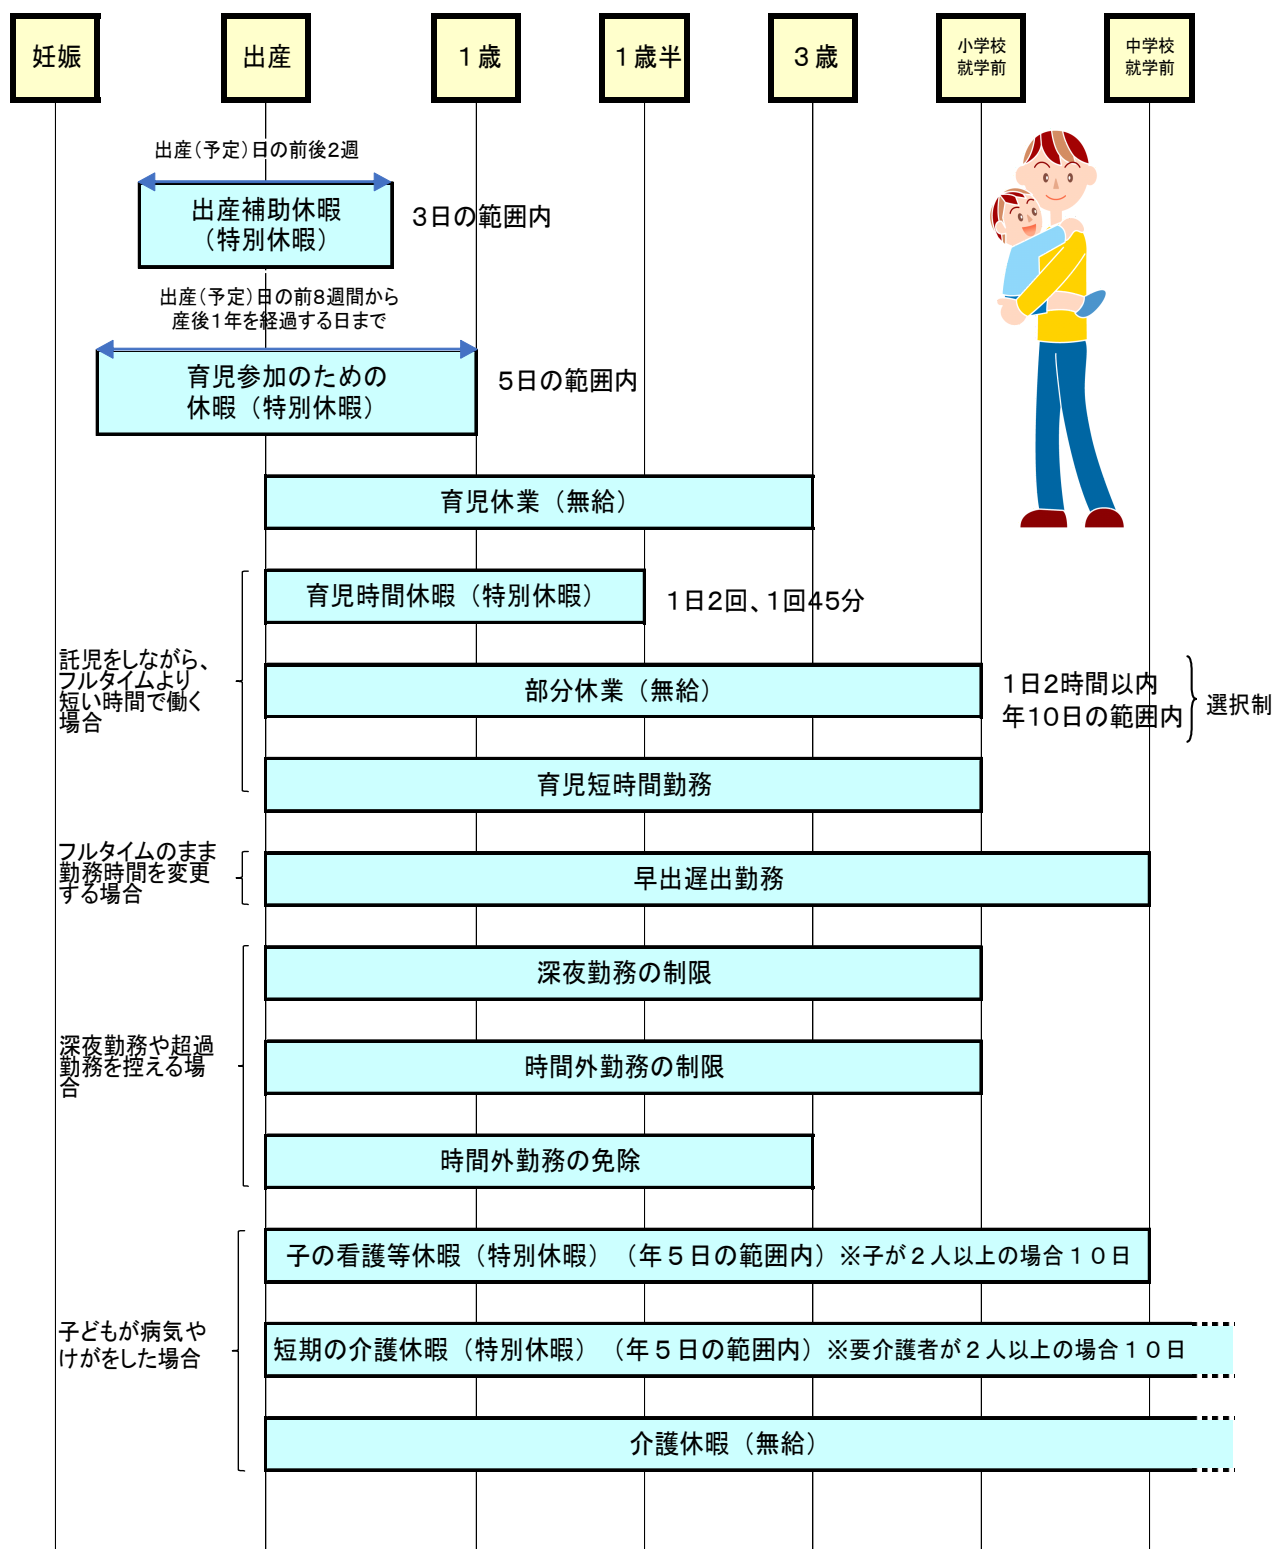 妊娠
出産
１歳
１歳半
３歳
小学校
就学前
中学校
就学前
出産（予定）日の前後2週
出産補助休暇
（特別休暇）
3日の範囲内
出産（予定）日の前8週間から
産後１年を経過する日まで
育児参加のための
休暇（特別休暇）
5日の範囲内
育児休業（無給）
育児時間休暇（特別休暇）
１日2回、１回45分
託児をしながら、
フルタイムより
短い時間で働く
場合
部分休業（無給）
１日2時間以内
年１0日の範囲内
選択制
育児短時間勤務
フルタイムのまま
勤務時間を変更
する場合
早出遅出勤務
深夜勤務の制限
深夜勤務や超過
勤務を控える場
合
時間外勤務の制限
時間外勤務の免除
子の看護等休暇（特別休暇）（年５日の範囲内）※子が２人以上の場合１０日
子どもが病気や
けがをした場合
短期の介護休暇（特別休暇）（年５日の範囲内）※要介護者が２人以上の場合１０日
介護休暇（無給）